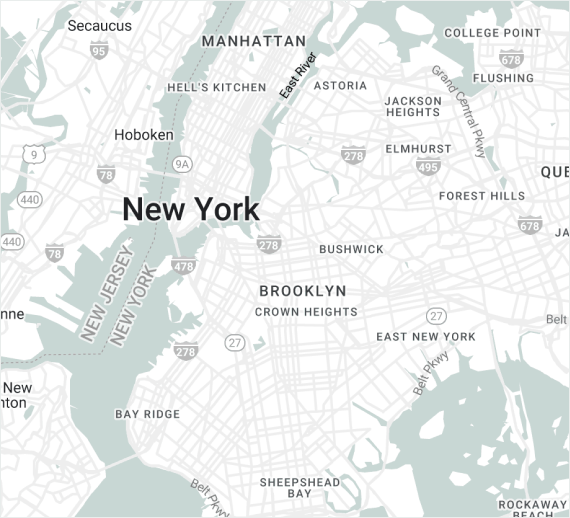 Secaucus
95
MANHATTAN
COLLEGE POINT
678
FLUSHING
East River
HELL'S KITCHEN
ASTORIA
Grand Central Pkwy
JACKSON
HEIGHTS
Hoboken
ELMHURST
9
9A
278
495
78
QUE
440
FOREST HILLS
New York
678
JA
440
78
278
BUSHWICK
478
NEW JERSEY
NEW YORK
BROOKLYN
CROWN HEIGHTS
nne
27
Belt
27
EAST NEW YORK
278
Belt Pkwy
New
nton
BAY RIDGE
Belt Pkwy
SHEEPSHEAD
BAY
ROCKAWAY
BEACH